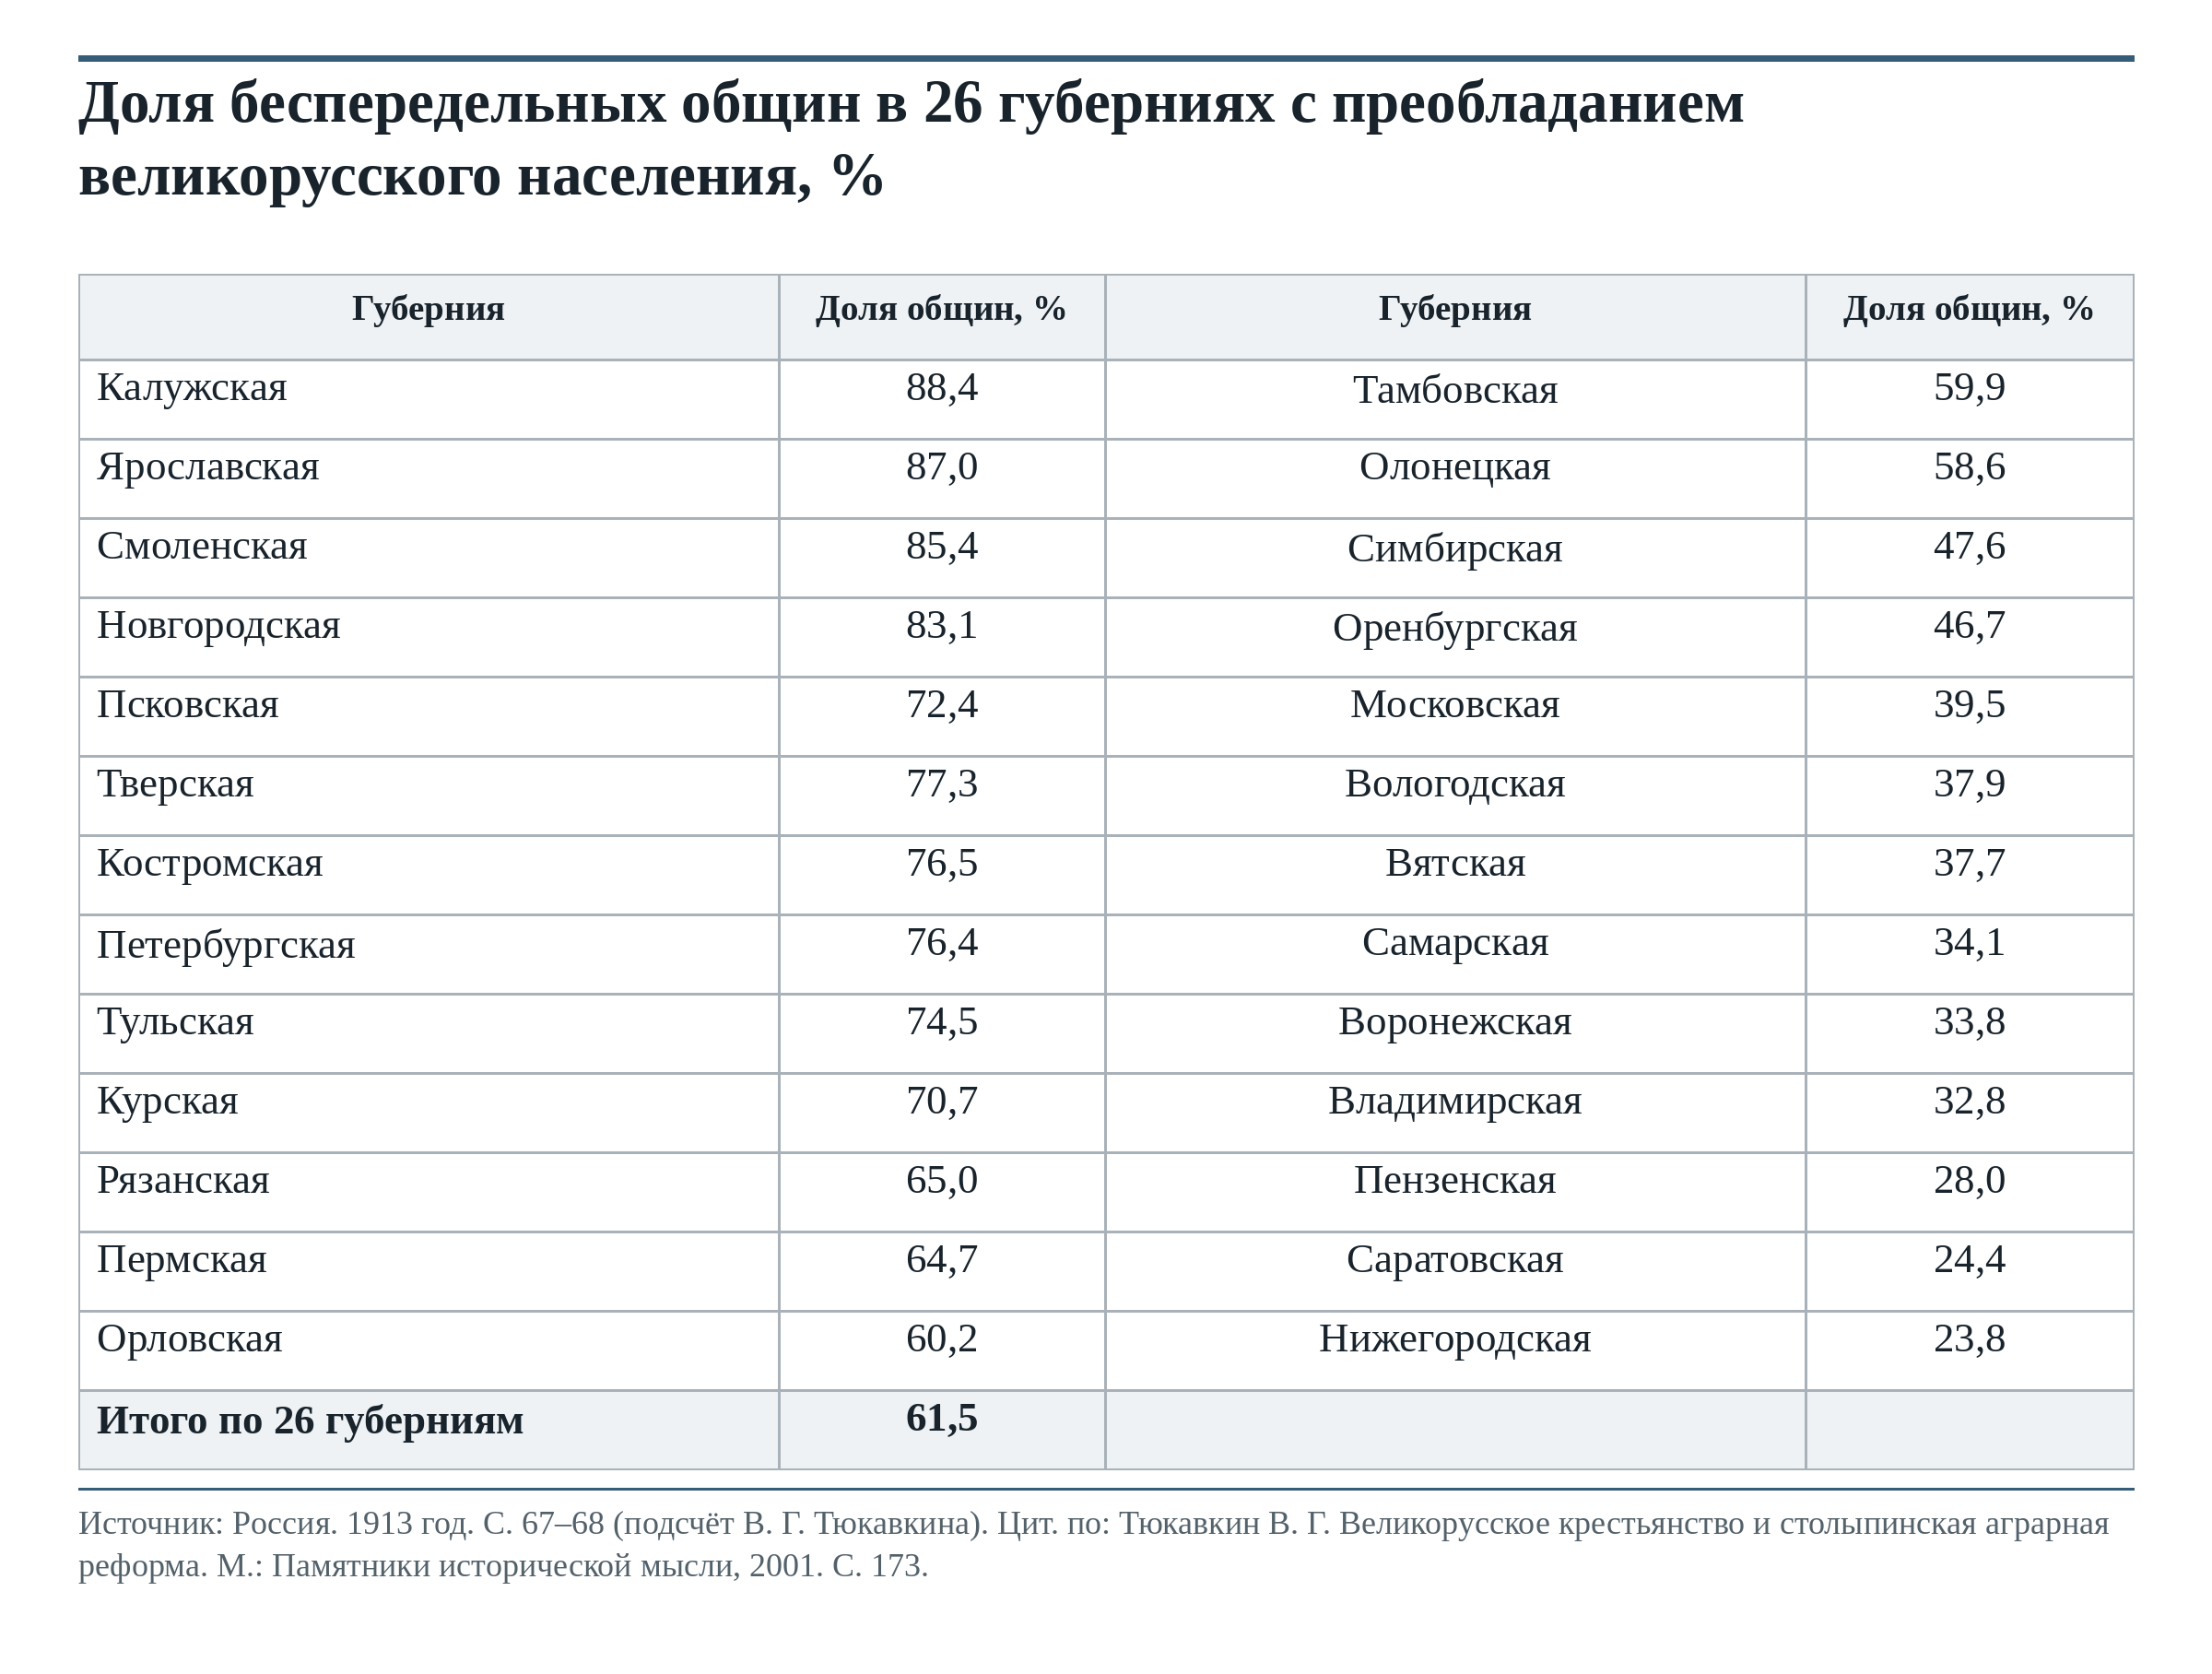 Доля беспередельных общин в 26 губерниях с преобладанием
великорусского населения, %
Губерния Доля общин, % Губерния Доля общин, %
Калужская 88,4 Тамбовская 59,9
Ярославская 87,0 Олонецкая 58,6
Смоленская 85,4 Симбирская 47,6
Новгородская 83,1 Оренбургская 46,7
Псковская 72,4 Московская 39,5
Тверская 77,3 Вологодская 37,9
Костромская 76,5 Вятская 37,7
Петербургская 76,4 Самарская 34,1
Тульская 74,5 Воронежская 33,8
Курская 70,7 Владимирская 32,8
Рязанская 65,0 Пензенская 28,0
Пермская 64,7 Саратовская 24,4
Орловская 60,2 Нижегородская 23,8
Итого по 26 губерниям 61,5
Источник: Россия. 1913 год. С. 67–68 (подсчёт В. Г. Тюкавкина). Цит. по: Тюкавкин В. Г. Великорусское крестьянство и столыпинская аграрная
реформа. М.: Памятники исторической мысли, 2001. С. 173.